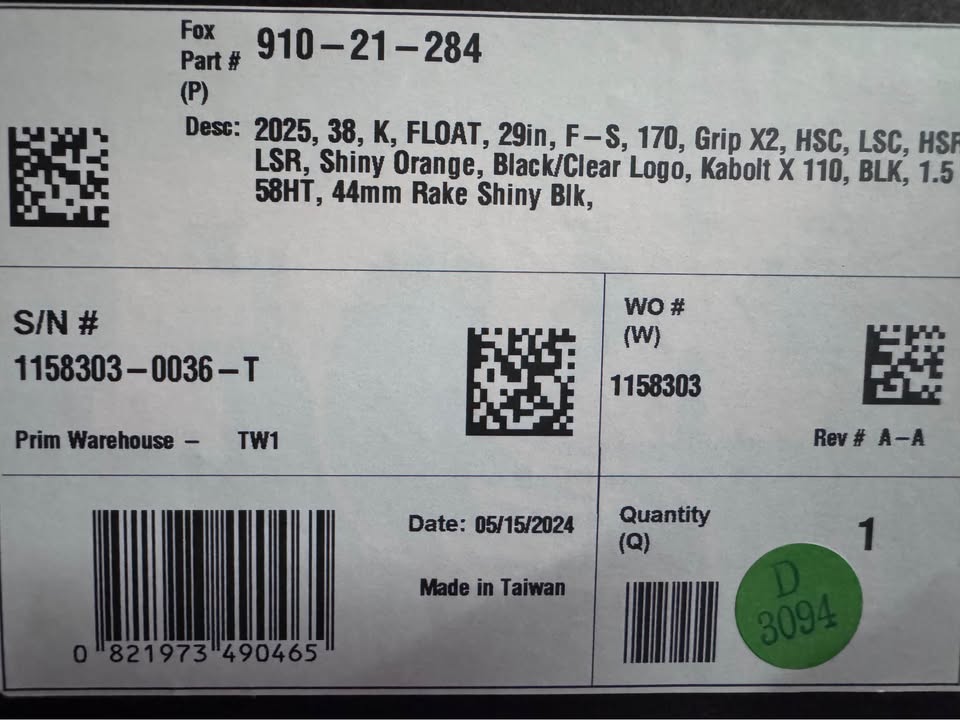 Fox
Part # 910-21-284
(P)
Desc: 2025, 38, K, FLOAT, 29in, F-S, 170, Grip X2, HSC, LSC, HSR
LSR, Shiny Orange, Black/Clear Logo, Kabolt X 110, BLK, 1.5
58HT, 44mm Rake Shiny Blk,
S/N #
1158303-0036-T
Prim Warehouse - TW1
WO #
(W)
1158303
Rev # A-A
0 821973 490465
Date: 05/15/2024
Made in Taiwan
Quantity
(Q)
1
D
3094